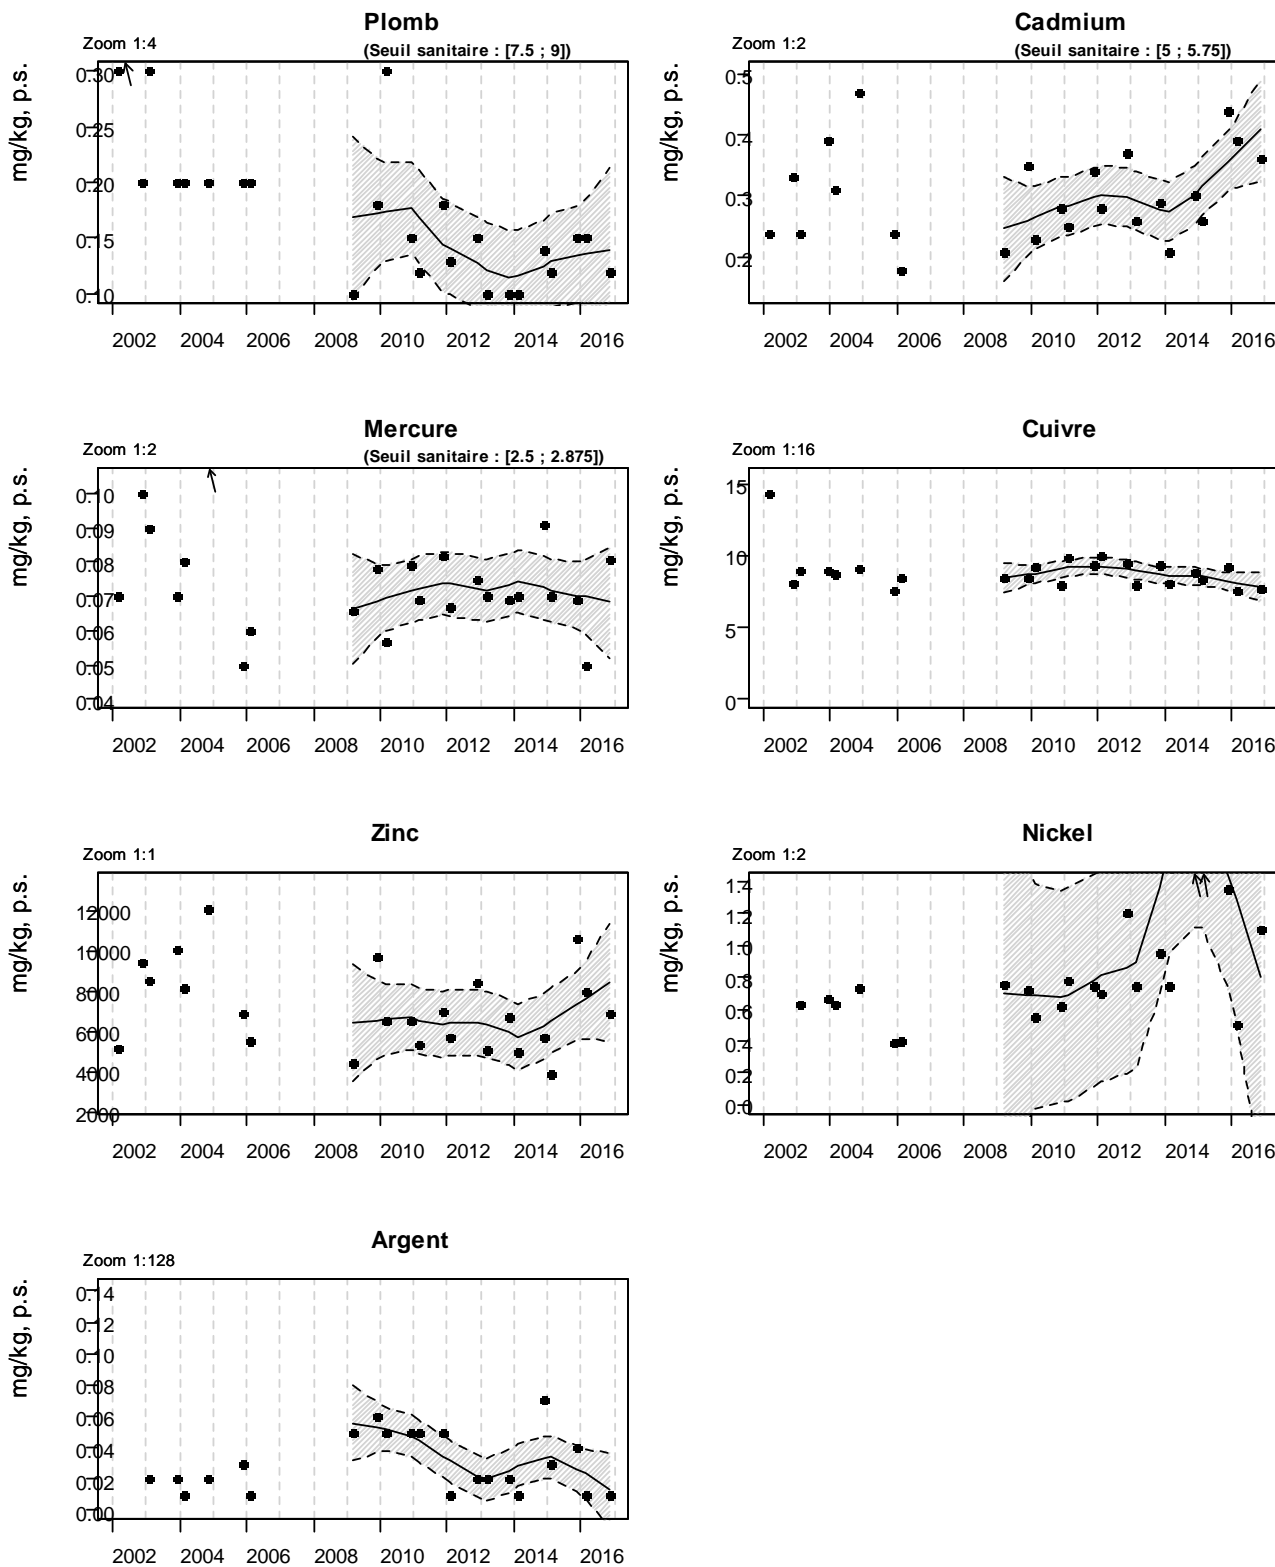 Plomb
Zoom 1:4
(Seuil sanitaire : [7.5 ; 9])
mg/kg, p.s.
0.30
0.25
0.20
0.15
0.10
2002 2004 2006 2008 2010 2012 2014 2016
Cadmium
Zoom 1:2
(Seuil sanitaire : [5 ; 5.75])
mg/kg, p.s.
0.5
0.4
0.3
0.2
2002 2004 2006 2008 2010 2012 2014 2016
Mercure
Zoom 1:2
(Seuil sanitaire : [2.5 ; 2.875])
mg/kg, p.s.
0.10
0.09
0.08
0.07
0.06
0.05
0.04
2002 2004 2006 2008 2010 2012 2014 2016
Cuivre
Zoom 1:16
mg/kg, p.s.
15
10
5
0
2002 2004 2006 2008 2010 2012 2014 2016
Zinc
Zoom 1:1
mg/kg, p.s.
12000
10000
8000
6000
4000
2000
2002 2004 2006 2008 2010 2012 2014 2016
Nickel
Zoom 1:2
mg/kg, p.s.
1.4
1.2
1.0
0.8
0.6
0.4
0.2
0.0
2002 2004 2006 2008 2010 2012 2014 2016
Argent
Zoom 1:128
mg/kg, p.s.
0.14
0.12
0.10
0.08
0.06
0.04
0.02
0.00
2002 2004 2006 2008 2010 2012 2014 2016